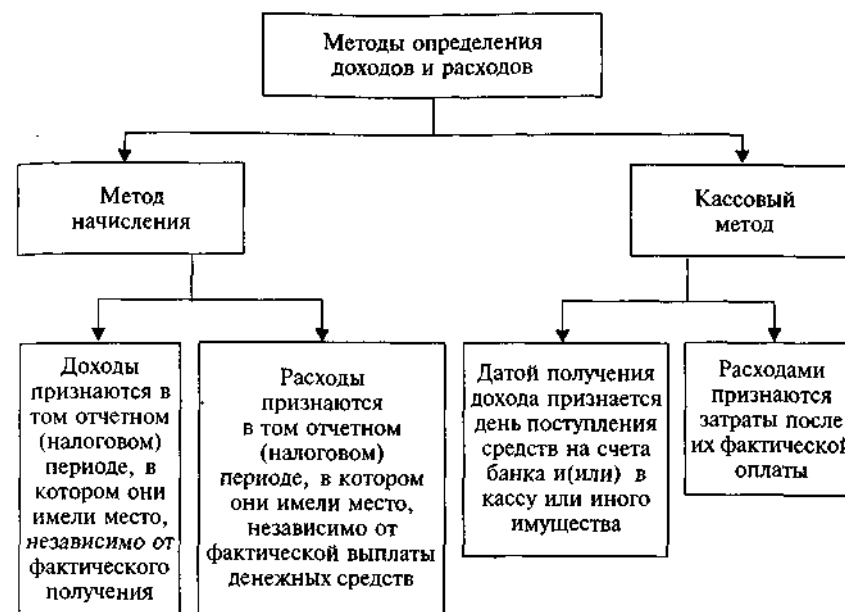 Методы определения
доходов и расходов
Метод
начисления
Кассовый
метод
Доходы
признаются в
том отчетном
(налоговом)
периоде, в
котором они
имели место,
независимо от
фактического
получения
Расходы
признаются
в том отчетном
(налоговом)
периоде, в котором
они имели место,
независимо от
фактической выплаты
денежных средств
Датой получения
дохода признается
день поступления
средств на счета
банка и(или) в
кассу или иного
имущества
Расходами
признаются
затраты после
их фактической
оплаты